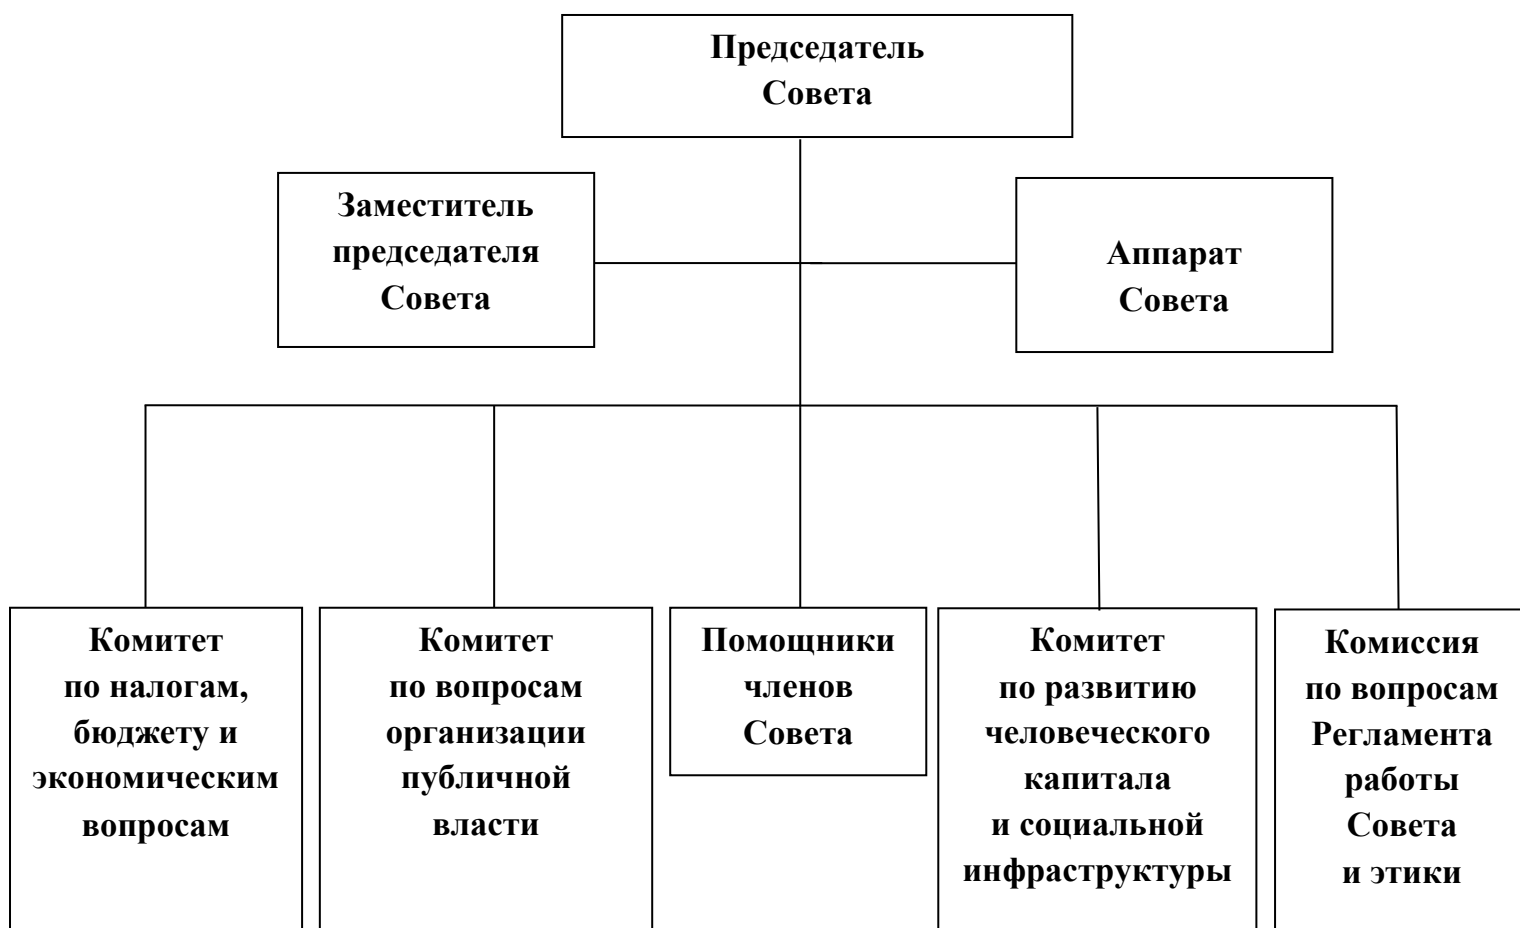 Председатель
Совета
Заместитель
председателя
Совета
Аппарат
Совета
Комитет
по налогам,
бюджету и
экономическим
вопросам
Комитет
по вопросам
организации
публичной
власти
Помощники
членов
Совета
Комитет
по развитию
человеческого
капитала
и социальной
инфраструктуры
Комиссия
по вопросам
Регламента
работы
Совета
и этики